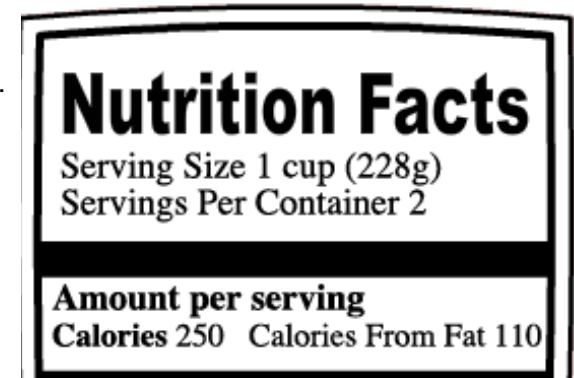 Nutrition Facts
Serving Size 1 cup (228g)
Servings Per Container 2
Amount per serving
Calories 250 Calories From Fat 110